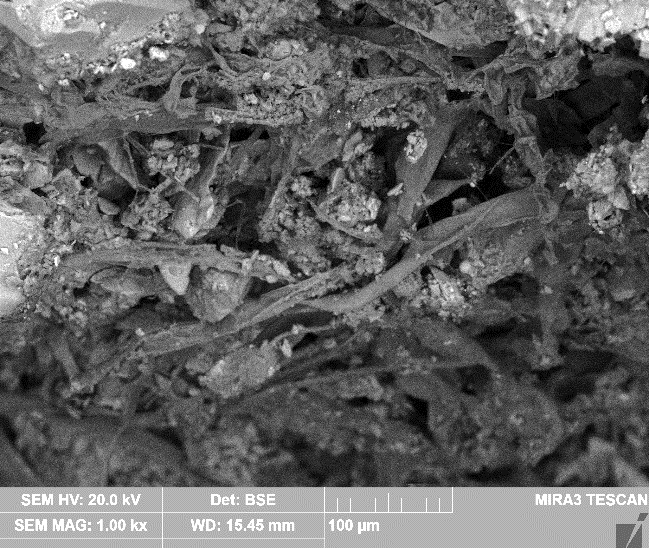 SEM HV: 20.0 kV
Det: BSE
MIRA3 TESCAN
SEM MAG: 1.00 kx
WD: 15.45 mm
100 µm